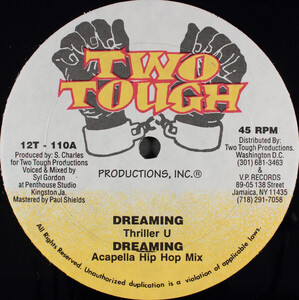 TWO
TOUGH
PRODUCTIONS, INC.®
12T - 110A
Produced by: S. Charles
for Two Tough Productions
Voiced & Mixed by
Syl Gordon
at Penthouse Studio
Kingston Ja.
Mastered by Paul Shields
45 RPM
Distributed By:
Two Tough Productions.
Washington D.C.
(301) 681-3463
&
V.P. RECORDS
89-05 138 Street
Jamaica, NY 11435
(718) 291-7058
DREAMING
Thriller U
DREAMING
Acapella Hip Hop Mix
All Rights Reserved. Unauthorized duplication is a violation of applicable laws.